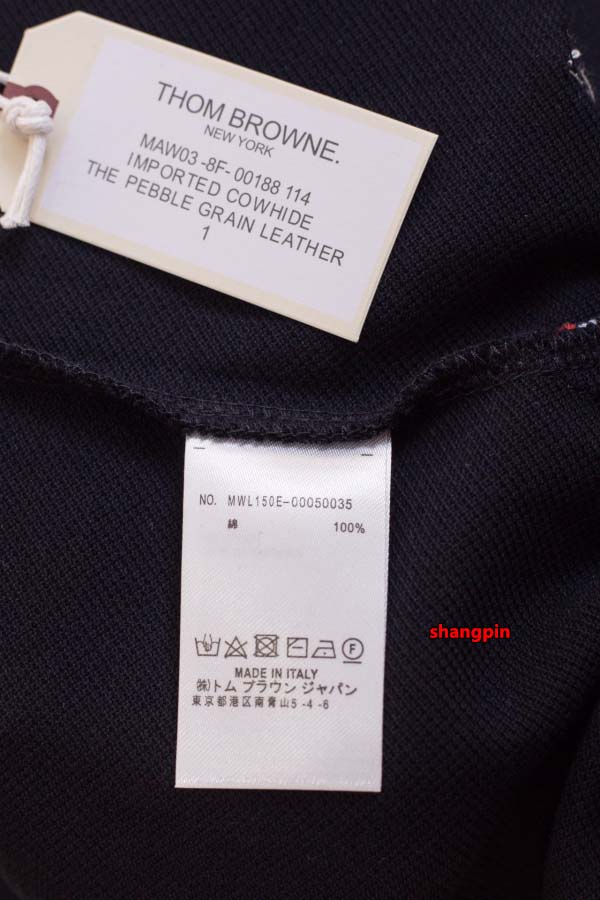 THOM BROWNE.
NEW YORK
MAW03 -8F- 00188 114
IMPORTED COWHIDE
THE PEBBLE GRAIN LEATHER
1
NO. MWL150E-00050035
綿 100%
shangpin
F
MADE IN ITALY
㈱トム ブラウン ジャパン
東京都港区南青山5-4-6